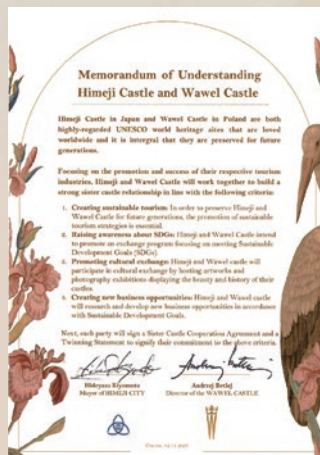 Memorandum of Understanding
Himeji Castle and Wawel Castle
Himeji Castle in Japan and Wawel Castle in Poland are both
highly-regarded UNESCO world heritage sites that are loved
worldwide and it is intergral that they are preserved for future
generations.
Focusing on the promotion and success of their respective tourism
industries, Himeji and Wawel Castle will work together to build a
strong sister castle relationship in line with the following criteria:
1. Creating sustainable tourism: In order to preserve Himeji and
Wawel Castle for future generations, the promotion of sustainable
tourism strategies is essential.
2. Raising awareness about SDGs: Himeji and Wawel Castle intend
to promote an exchange program focusing on meeting Sustainable
Development Goals (SDGs).
3. Promoting cultural exchange: Himeji and Wawel castle will
participate in cultural exchange by hosting artworks and
photography exhibitions displaying the beauty and history of their
castles.
4. Creating new business opportunities: Himeji and Wawel castle
will research and develop new business opportunities in accordance
with Sustainable Development Goals.
Next, each party will sign a Sister Castle Cooperation Agreement and a
Twinning Statement to signify their commitment to the above criteria.
Hideyasu Kiyomoto
Mayor of HIMEJI CITY
Andrzej Betlej
Director of the WAWEL CASTLE